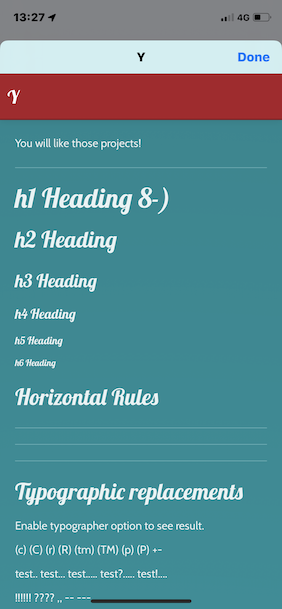 13:27
4G
Y
Done
Y
You will like those projects!
h1 Heading 8-)
h2 Heading
h3 Heading
h4 Heading
h5 Heading
h6 Heading
Horizontal Rules
Typographic replacements
Enable typographer option to see result.
(c) (C) (r) (R) (tm) (TM) (p) (P) +-
test.. test... test..... test?..... test!....
!!!!!! ???? ,, -- ---